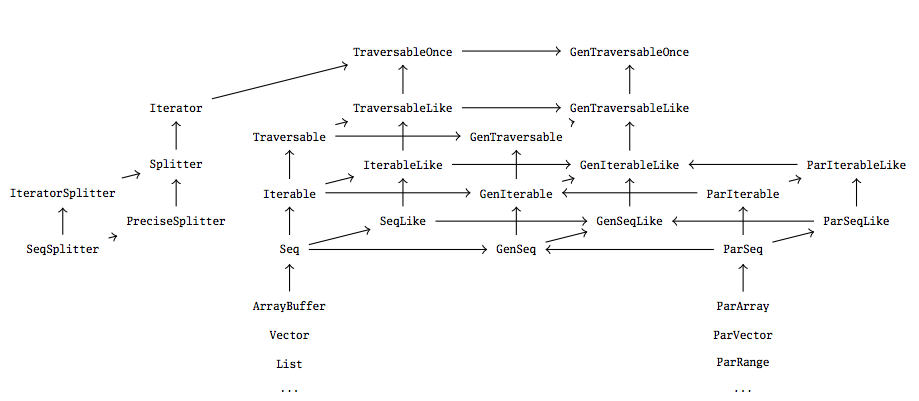 TraversableOnce GenTraversableOnce
Iterator TraversableLike GenTraversableLike
Traversable GenTraversable
Splitter IterableLike GenIterableLike ParIterableLike
IteratorSplitter Iterable GenIterable ParIterable
PreciseSplitter SeqLike GenSeqLike ParSeqLike
SeqSplitter Seq GenSeq ParSeq
ArrayBuffer ParArray
Vector ParVector
List ParRange
... ...